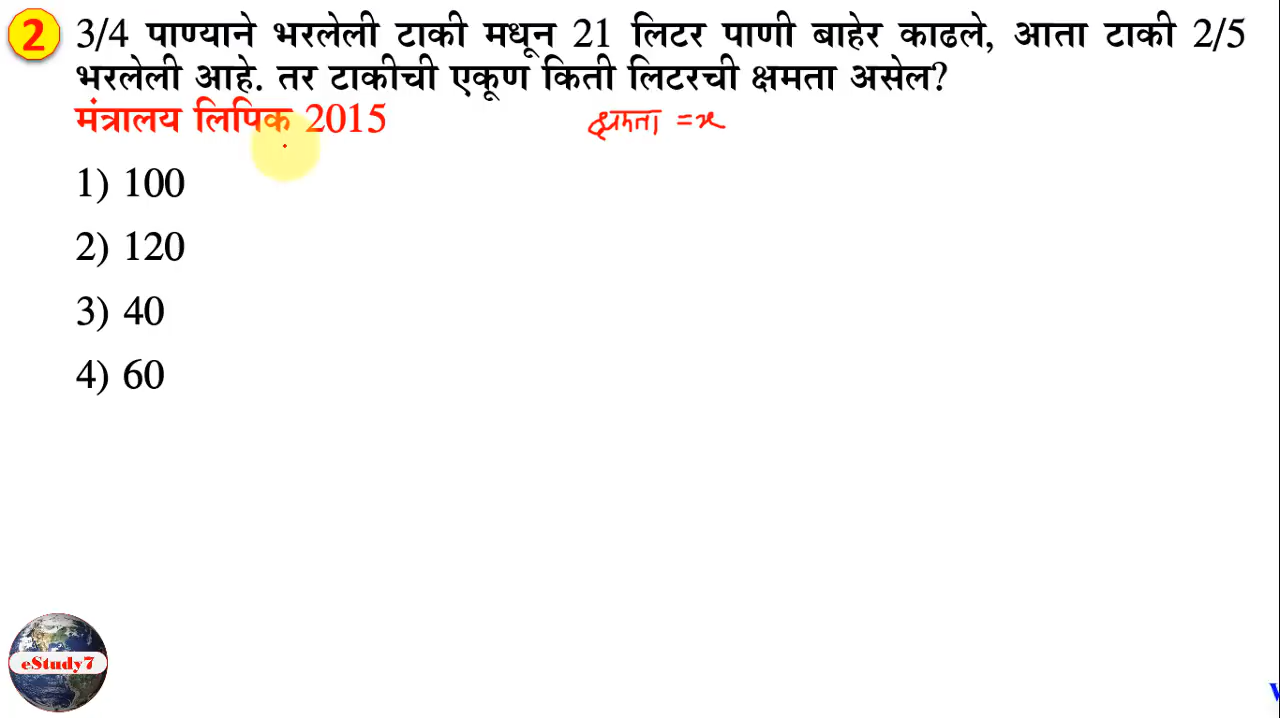 2 3/4 पाण्याने भरलेली टाकी मधून 21 लिटर पाणी बाहेर काढले, आता टाकी 2/5
भरलेली आहे. तर टाकीची एकूण किती लिटरची क्षमता असेल?
मंत्रालय लिपिक 2015 क्षमता =x
1) 100
2) 120
3) 40
4) 60
eStudy7